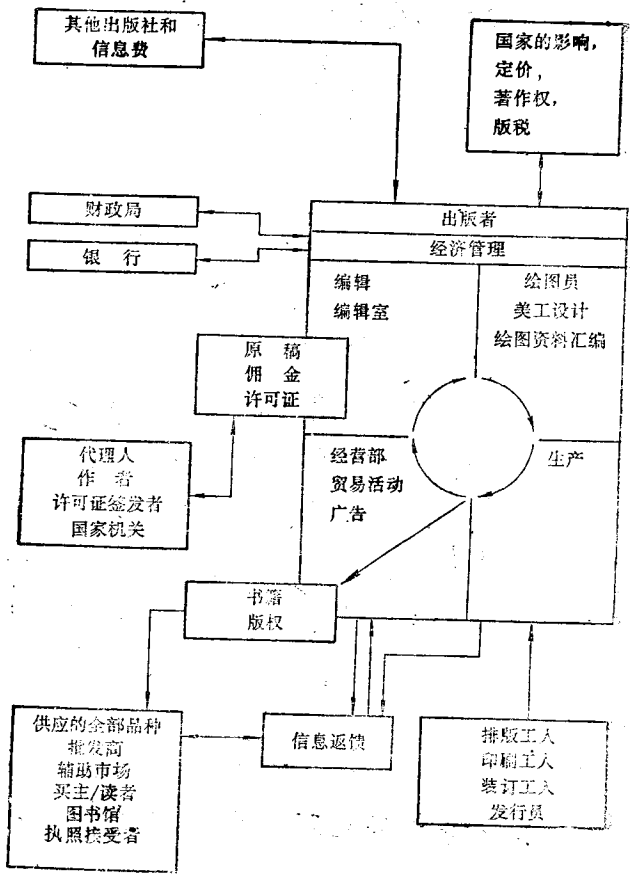 其他出版社和
信息费
国家的影响，
定价，
著作权，
版税
财政局
银行
出版者
经济管理
编辑
编辑室
绘图员
美工设计
绘图资料汇编
原稿
佣金
许可证
代理人
作者
许可证签发者
国家机关
经营部
贸易活动
广告
生产
书籍
版权
供应的全部品种
批发商
辅助市场
买主/读者
图书馆
执照接受者
信息返馈
排版工人
印刷工人
装订工人
发行员